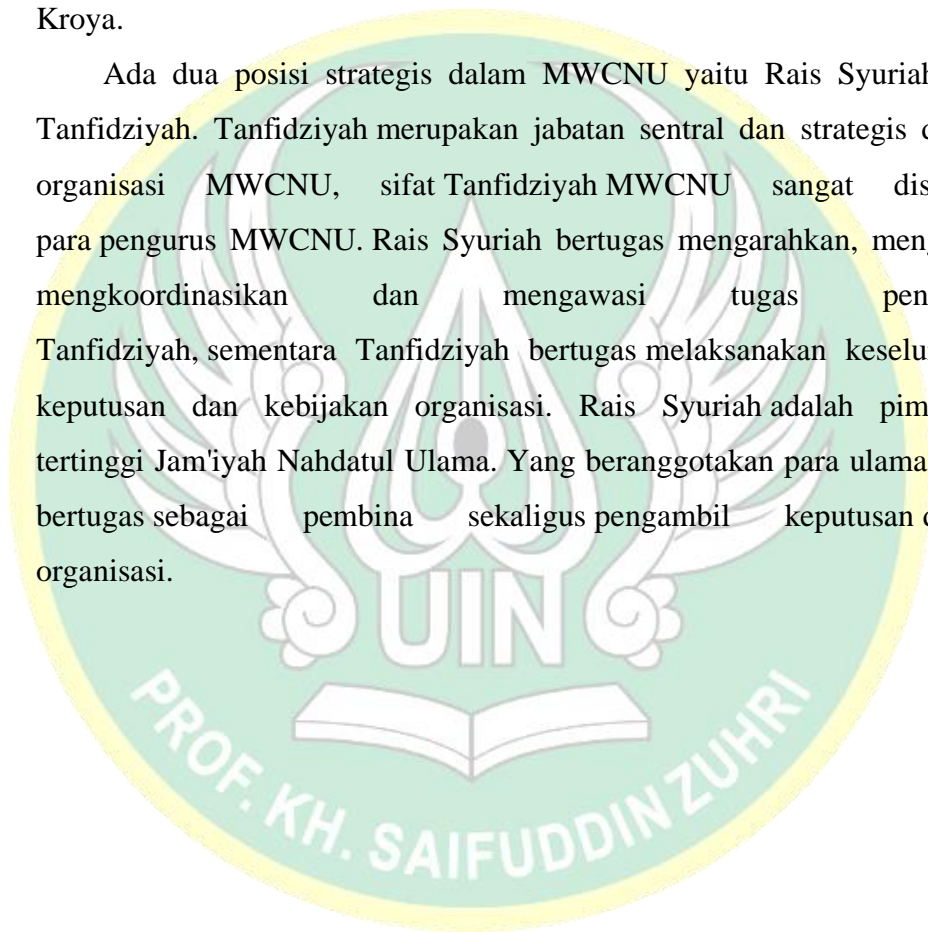 Kroya.
Ada dua posisi strategis dalam MWCNU yaitu Rais Syuriah
Tanfidziyah. Tanfidziyah merupakan jabatan sentral dan strategis
organisasi MWCNU, sifat Tanfidziyah MWCNU sangat
para pengurus MWCNU. Rais Syuriah bertugas mengarahkan,
mengkoordinasikan dan mengawasi tugas
Tanfidziyah, sementara Tanfidziyah bertugas melaksanakan
keputusan dan kebijakan organisasi. Rais Syuriah adalah
tertinggi Jam'iyah Nahdatul Ulama. Yang beranggotakan para ulama
bertugas sebagai pembina sekaligus pengambil keputusan
organisasi.
UIN
PROF. KH. SAIFUDDIN ZUHRI